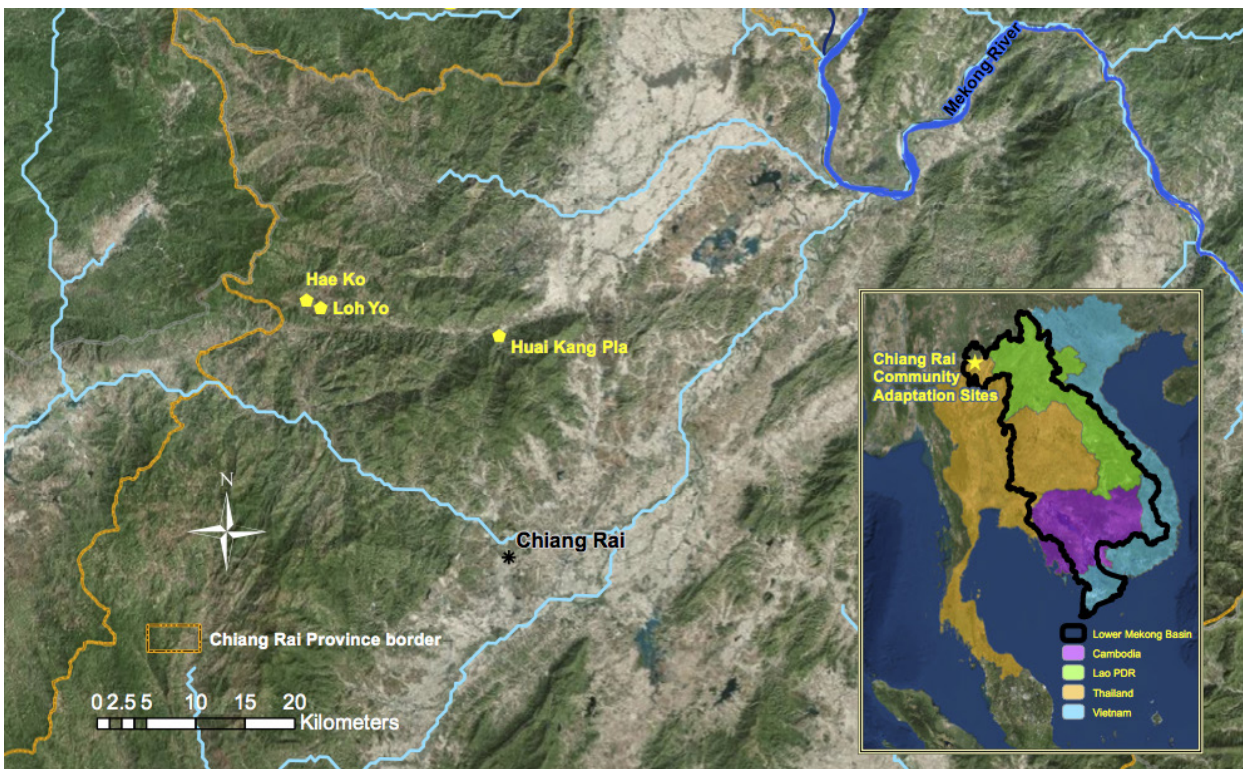 Mekong River
Hae Ko
Loh Yo
Huai Kang Pla
Chiang Rai
Community
Adaptation Sites
N
Chiang Rai
Chiang Rai Province border
0 2.5 5 10 15 20
Kilometers
Lower Mekong Basin
Cambodia
Lao PDR
Thailand
Vietnam